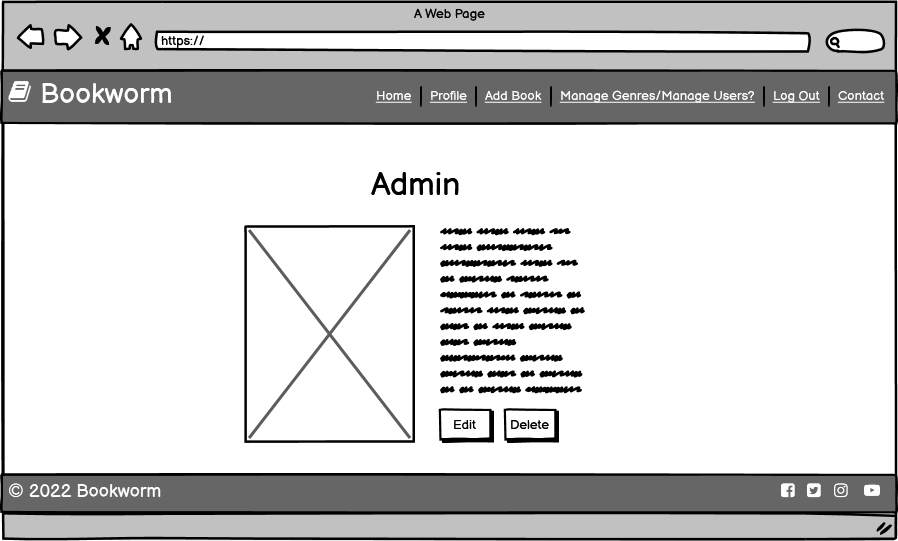 A Web Page
https://
Bookworm
Home Profile Add Book Manage Genres/Manage Users? Log Out Contact
Admin
Edit Delete
© 2022 Bookworm